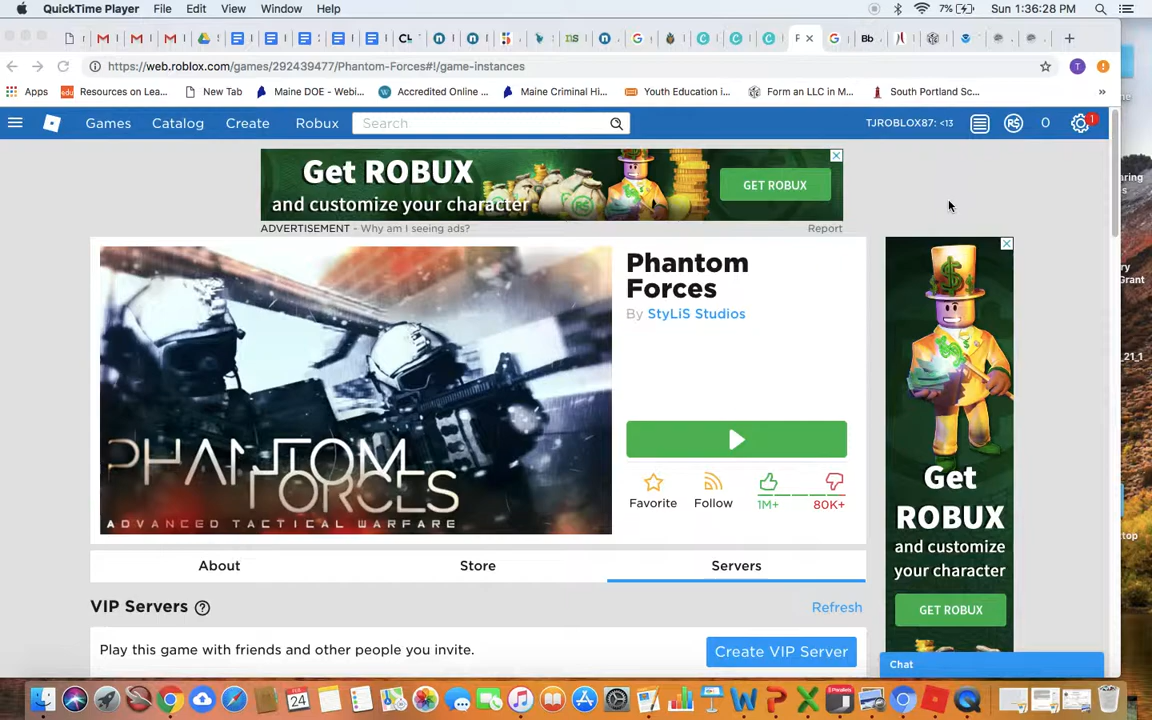 QuickTime Player File Edit View Window Help 7% Sun 1:36:28 PM
https://web.roblox.com/games/292439477/Phantom-Forces#!/game-instances
T
Apps Resources on Lea... New Tab Maine DOE - Webi... Accredited Online ... Maine Criminal Hi... Youth Education i... Form an LLC in M... South Portland Sc... »
Games Catalog Create Robux Search TJROBLOX87: <13 0 1
Get ROBUX
and customize your character
GET ROBUX
ADVERTISEMENT - Why am I seeing ads? Report
Phantom
Forces
By StyLiS Studios
PHANTOM
FORCES
ADVANCED TACTICAL WARFARE
Favorite Follow 1M+ 80K+
Get
ROBUX
and customize
your character
GET ROBUX
About Store Servers
VIP Servers Refresh
Play this game with friends and other people you invite. Create VIP Server
Chat